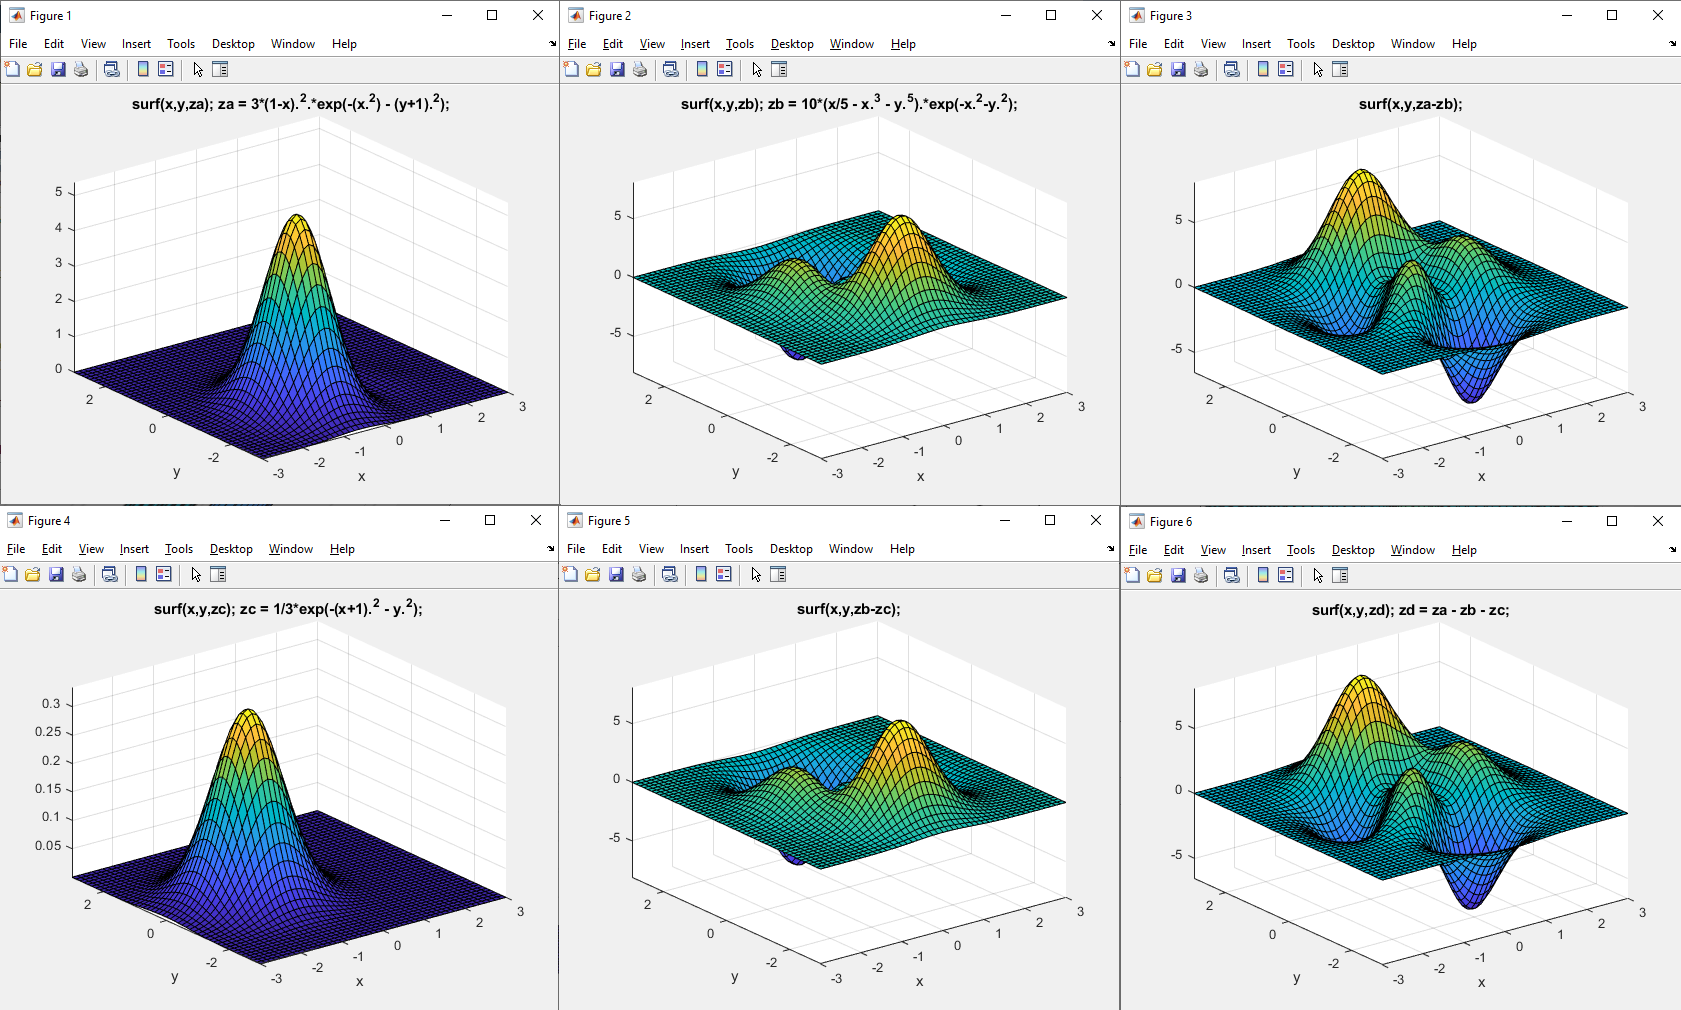 Figure 1
File Edit View Insert Tools Desktop Window Help
surf(x,y,za); za = 3*(1-x).^2.*exp(-(x.^2) - (y+1).^2);
5
4
3
2
1
0
2
0
-2
y
-3
-2
-1
0
1
2
3
x
Figure 2
File Edit View Insert Tools Desktop Window Help
surf(x,y,zb); zb = 10*(x/5 - x.^3 - y.^5).*exp(-x.^2-y.^2);
5
0
-5
2
0
-2
y
-3
-2
-1
0
1
2
3
x
Figure 3
File Edit View Insert Tools Desktop Window Help
surf(x,y,za-zb);
5
0
-5
2
0
-2
y
-3
-2
-1
0
1
2
3
x
Figure 4
File Edit View Insert Tools Desktop Window Help
surf(x,y,zc); zc = 1/3*exp(-(x+1).^2 - y.^2);
0.3
0.25
0.2
0.15
0.1
0.05
2
0
-2
y
-3
-2
-1
0
1
2
3
x
Figure 5
File Edit View Insert Tools Desktop Window Help
surf(x,y,zb-zc);
5
0
-5
2
0
-2
y
-3
-2
-1
0
1
2
3
x
Figure 6
File Edit View Insert Tools Desktop Window Help
surf(x,y,zd); zd = za - zb - zc;
5
0
-5
2
0
-2
y
-3
-2
-1
0
1
2
3
x